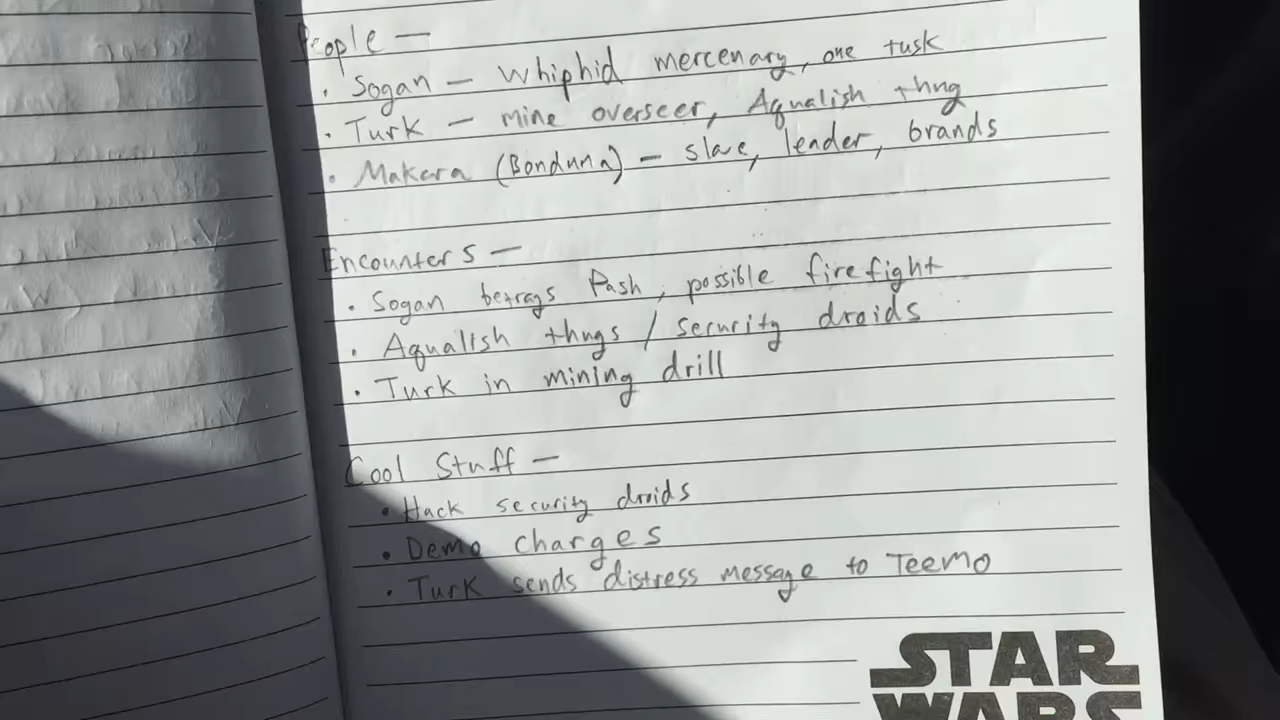 People —
· Sogan — Whiphid mercenary, one tusk
· Turk — mine overseer, Aqualish thug
· Makara (Bonduna) — slave, leader, brands
Encounters —
· Sogan betrays Pash, possible firefight
· Aqualish thugs / security droids
· Turk in mining drill
Cool Stuff —
· Hack security droids
· Demo charges
· Turk sends distress message to Teemo
STAR
WARS